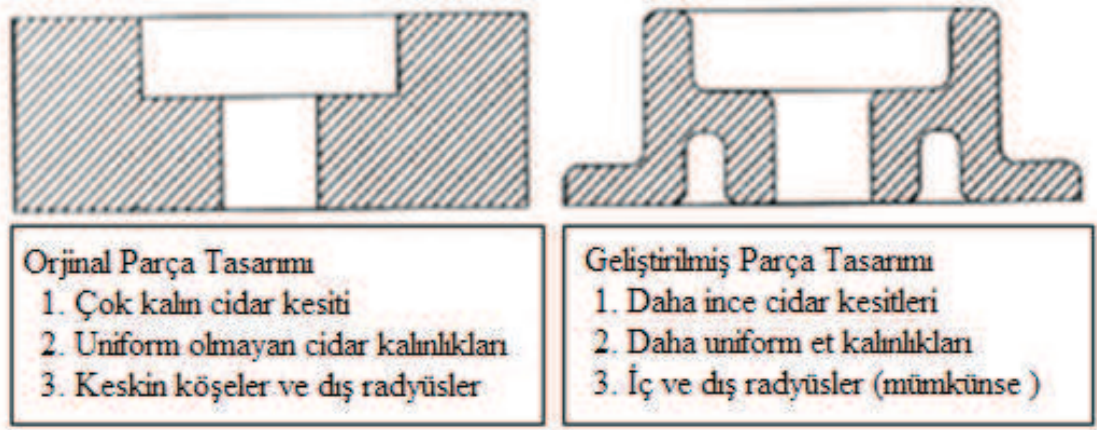 Orjinal Parça Tasarımı
1. Çok kalın cidar kesiti
2. Uniform olmayan cidar kalınlıkları
3. Keskin köşeler ve dış radyüsler
Geliştirilmiş Parça Tasarımı
1. Daha ince cidar kesitleri
2. Daha uniform et kalınlıkları
3. İç ve dış radyüsler (mümkünse )